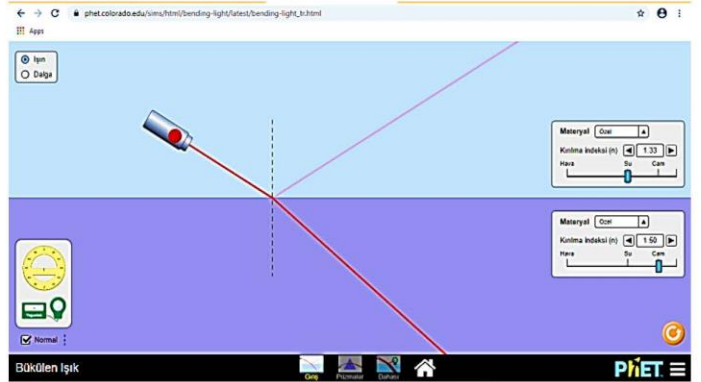 phet.colorado.edu/sims/html/bending-light/latest/bending-light_tr.html
Apps
Işın
Dalga
Materyal Özel
Kırılma indeksi (n) 1.33
Hava Su Cam
Materyal Özel
Kırılma indeksi (n) 1.50
Hava Su Cam
Normal
Bükülen Işık
Giriş Prizmalar Dahası
PhET